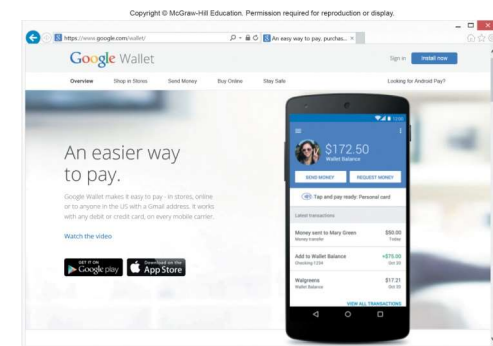 Copyright © McGraw-Hill Education. Permission required for reproduction or display.
https://www.google.com/wallet/
An easy way to pay, purchas...
Google Wallet
Sign in
Install now
Overview
Shop in Stores
Send Money
Buy Online
Stay Safe
Looking for Android Pay?
An easier way
to pay.
Google Wallet makes it easy to pay - in stores, online
or to anyone in the US with a Gmail address. It works
with any debit or credit card, on every mobile carrier.
Watch the video
GET IT ON
Google play
Download on the
App Store
$172.50
Wallet Balance
SEND MONEY
REQUEST MONEY
Tap and pay ready: Personal card
Latest transactions
Money sent to Mary Green $50.00
Money transfer Today
Add to Wallet Balance +$75.00
Checking 1234 Oct 30
Walgreens $17.21
Wallet Balance
VIEW ALL TRANSACTIONS